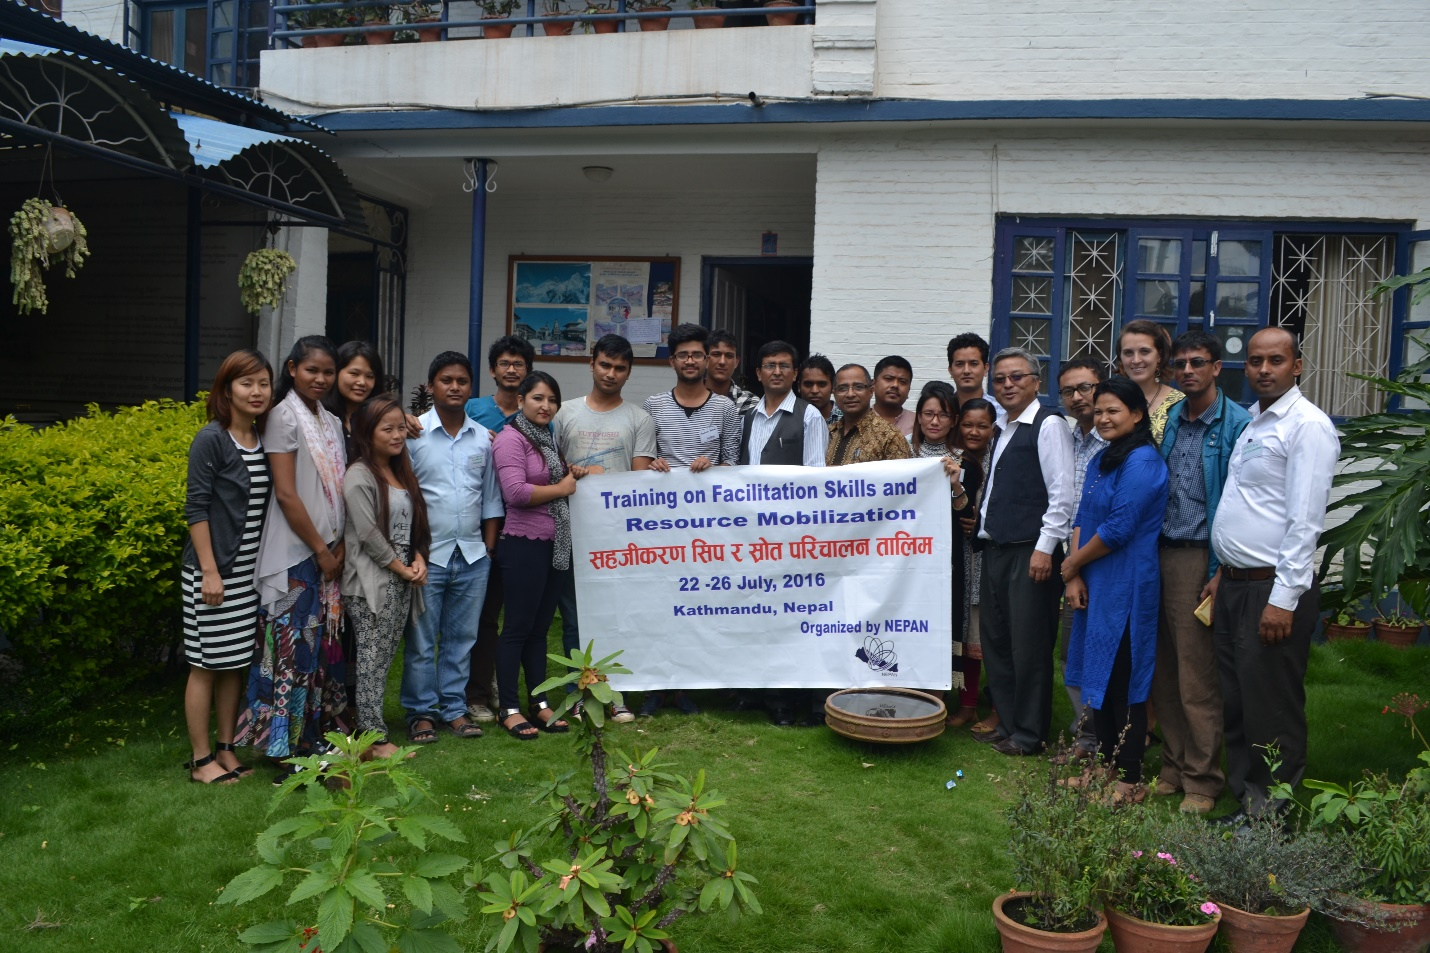 Training on Facilitation Skills and
Resource Mobilization
सहजीकरण सिप र स्रोत परिचालन तालिम
22 -26 July, 2016
Kathmandu, Nepal
Organized by NEPAN
NEPAN